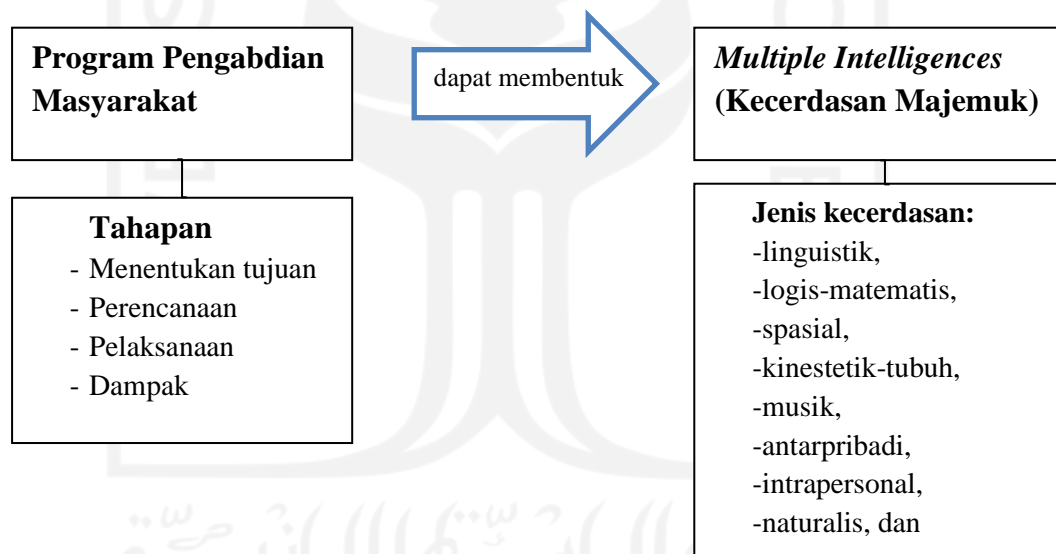 Program Pengabdian
Masyarakat
dapat membentuk
Multiple Intelligences
(Kecerdasan Majemuk)
Tahapan
- Menentukan tujuan
- Perencanaan
- Pelaksanaan
- Dampak
Jenis kecerdasan:
-linguistik,
-logis-matematis,
-spasial,
-kinestetik-tubuh,
-musik,
-antarpribadi,
-intrapersonal,
-naturalis, dan